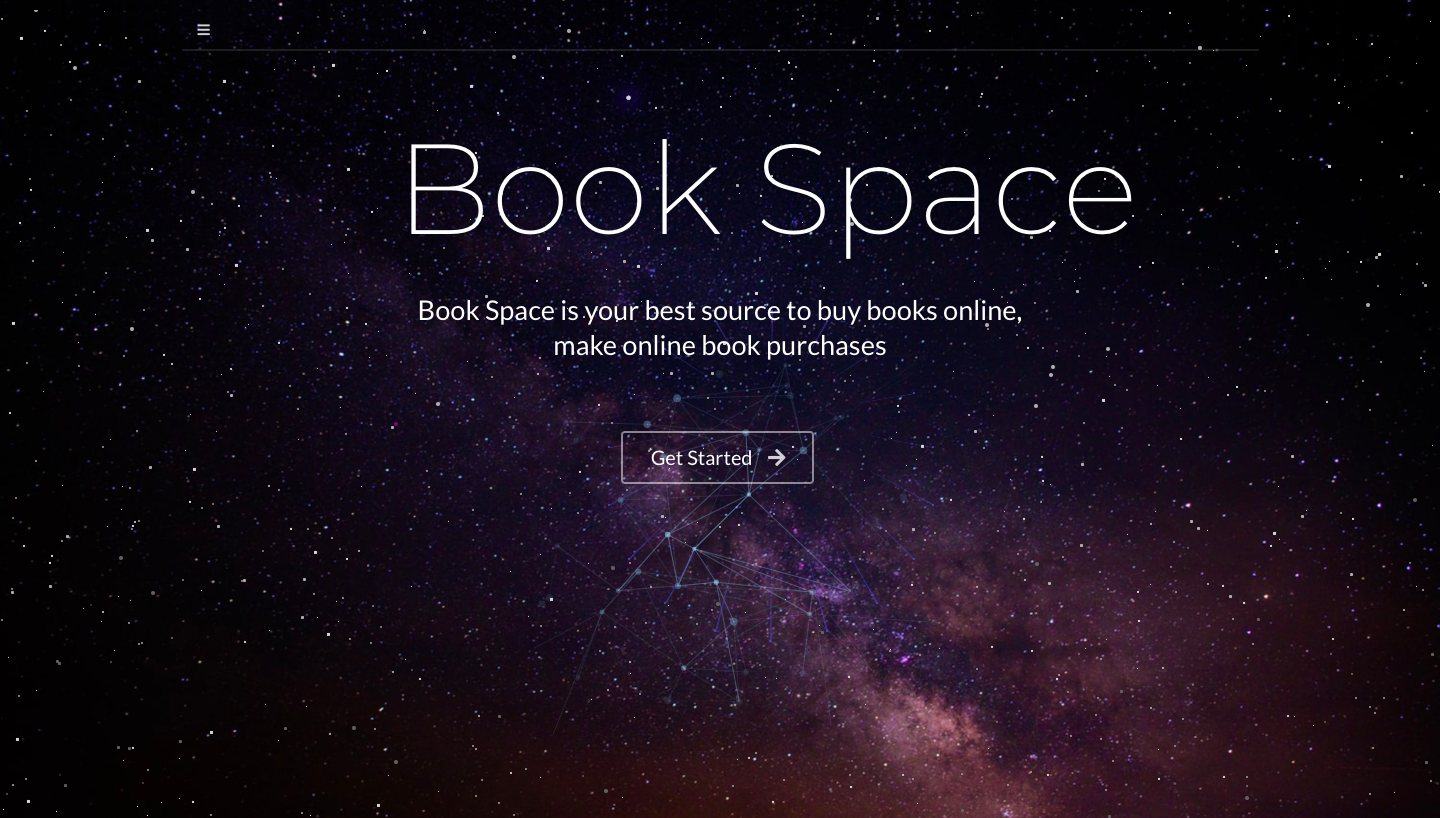 Book Space
Book Space is your best source to buy books online,
make online book purchases
Get Started